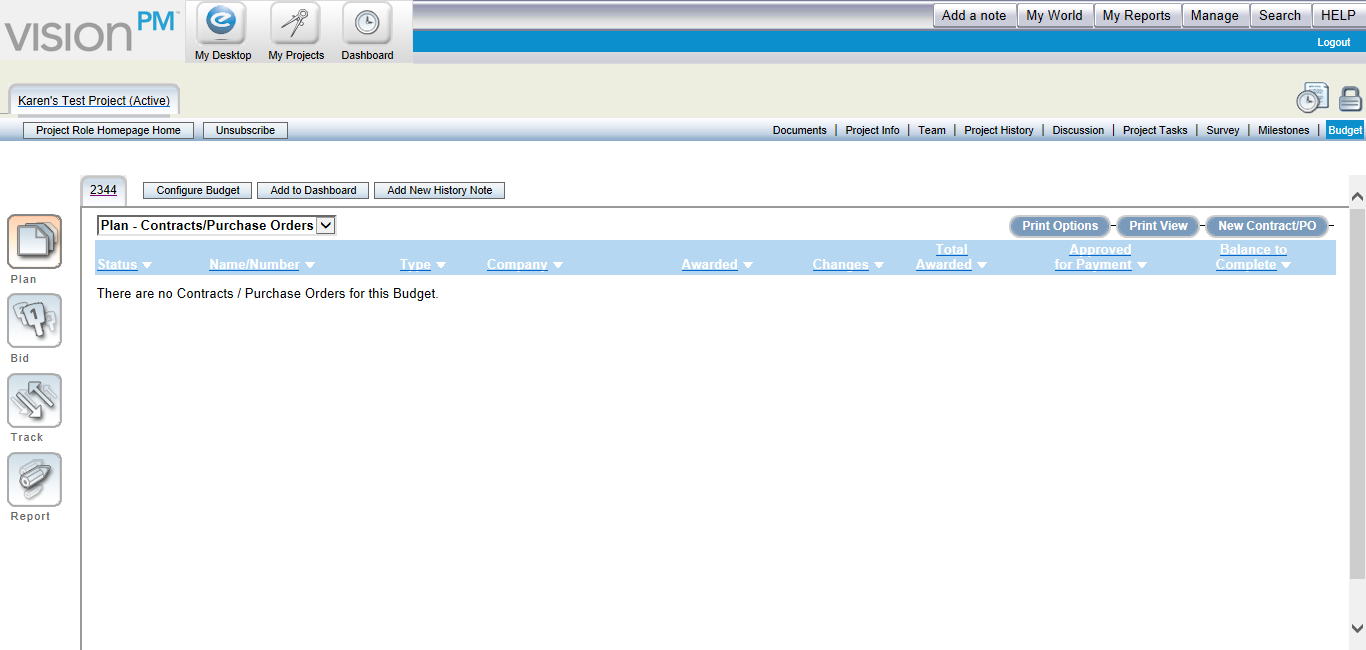 vision PM™
My Desktop My Projects Dashboard
Add a note My World My Reports Manage Search HELP
Logout
Karen's Test Project (Active)
Project Role Homepage Home Unsubscribe
Documents | Project Info | Team | Project History | Discussion | Project Tasks | Survey | Milestones | Budget
2344 Configure Budget Add to Dashboard Add New History Note
Plan - Contracts/Purchase Orders
Print Options Print View New Contract/PO
Status Name/Number Type Company Awarded Changes Total Awarded Approved for Payment Balance to Complete
There are no Contracts / Purchase Orders for this Budget.
Plan
1
Bid
Track
Report